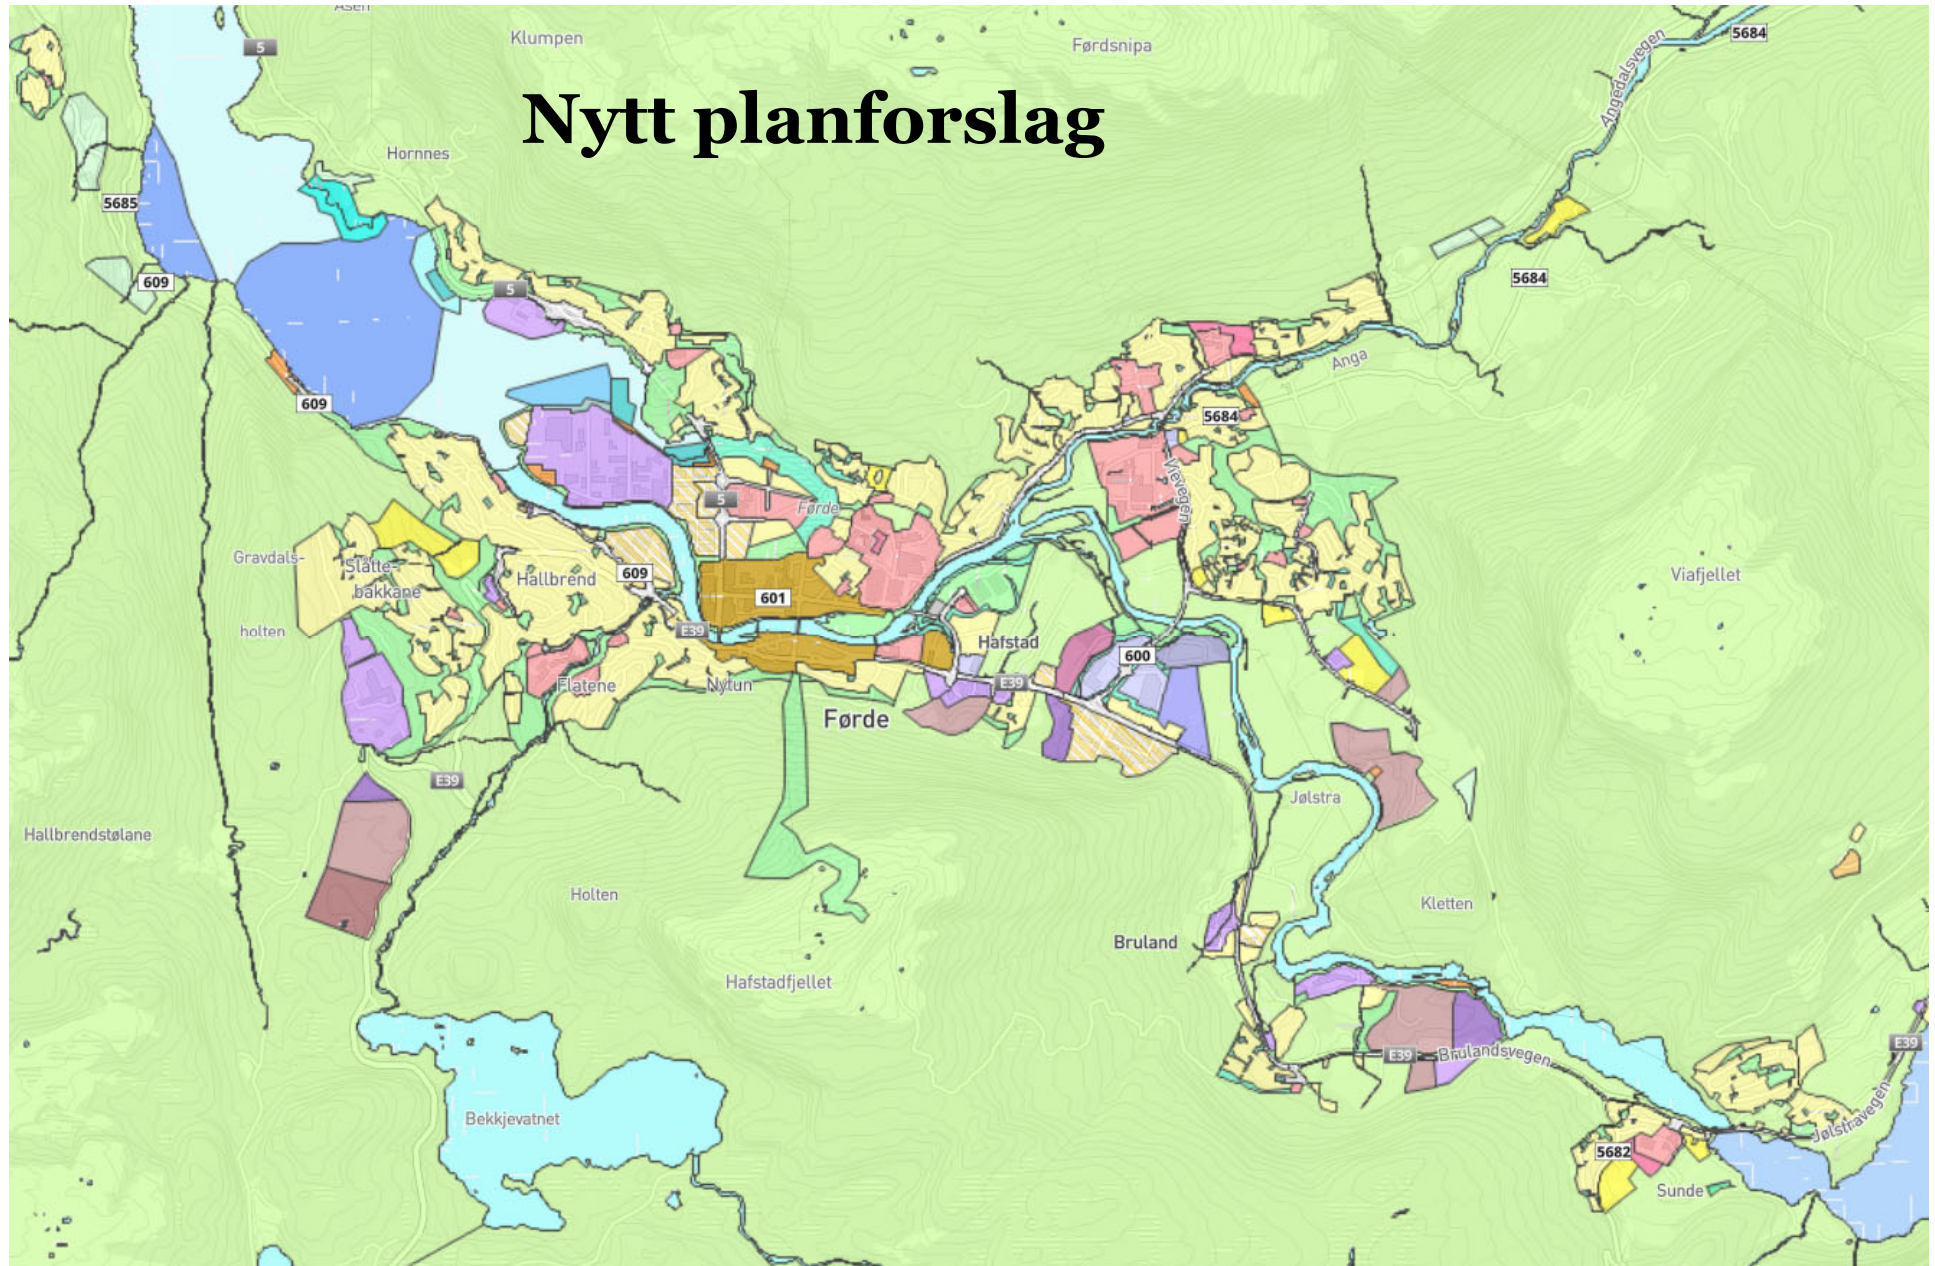 Åsen
5
Klumpen
Førdsnipa
5684
Angedalsvegen
Nytt planforslag
Hornnes
5685
609
5
5684
609
Anga
5684
Vievegen
5
Førde
Gravdals-
holten
Slåtte-
bakkane
Hallbrend
609
601
E39
Hafstad
600
E39
Viafjellet
Flatene
Nytun
Førde
E39
Jølstra
Hallbrendstølane
Holten
Kletten
Bruland
Hafstadfjellet
E39
Brulandsvegen
E39
Bekkjevatnet
Jølstravegen
5682
Sunde